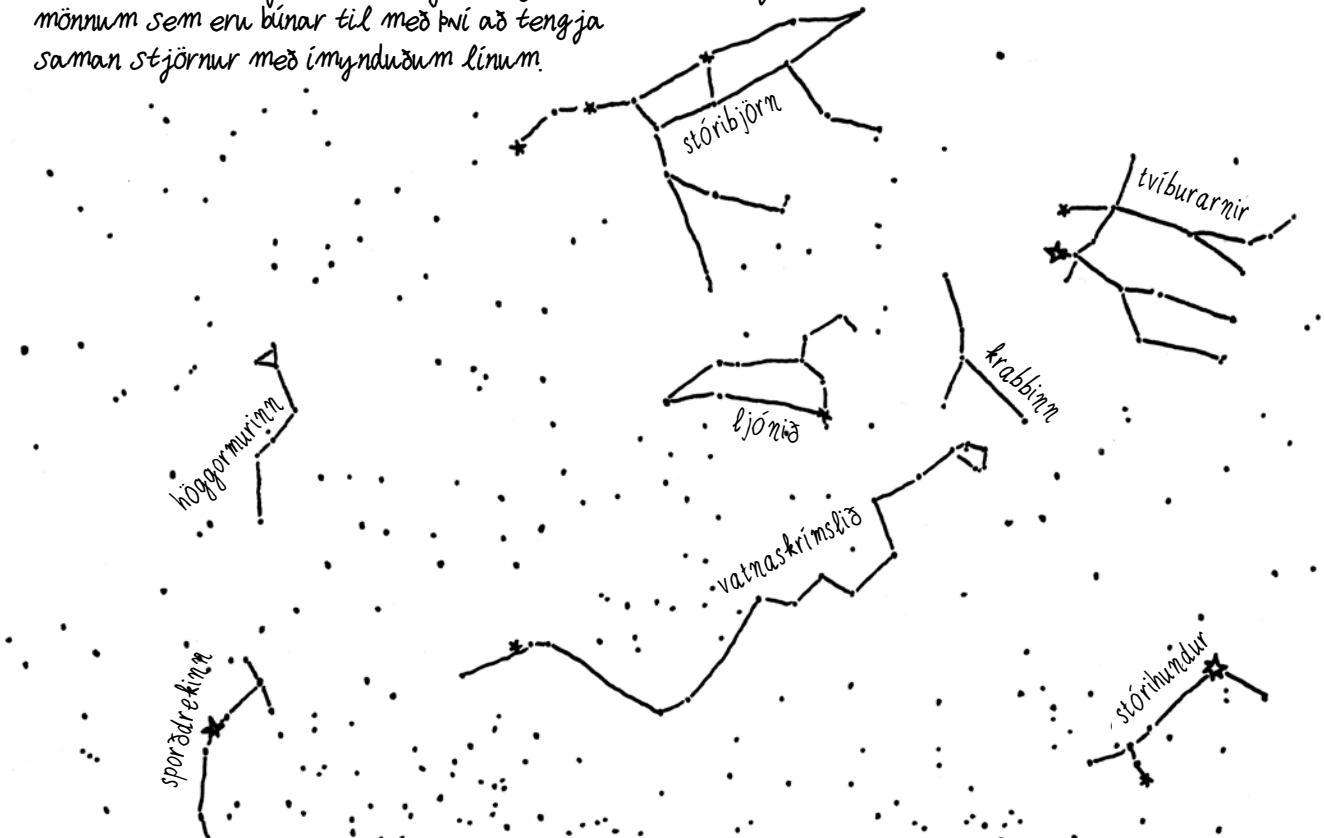 mönnum sem eru búnar til með því að tengja
saman stjörnur með ímynduðum línum.
stóribjörn
tvíburarnir
krabbinn
ljónið
höggormurinn
vatnaskrímslið
sporðdrekinn
stórihundur